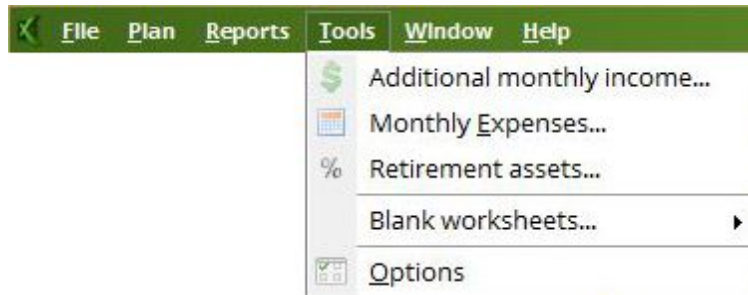 FIle Plan Reports Tools WIndow Help
$ Additional monthly income...
Monthly Expenses...
% Retirement assets...
Blank worksheets...
Options